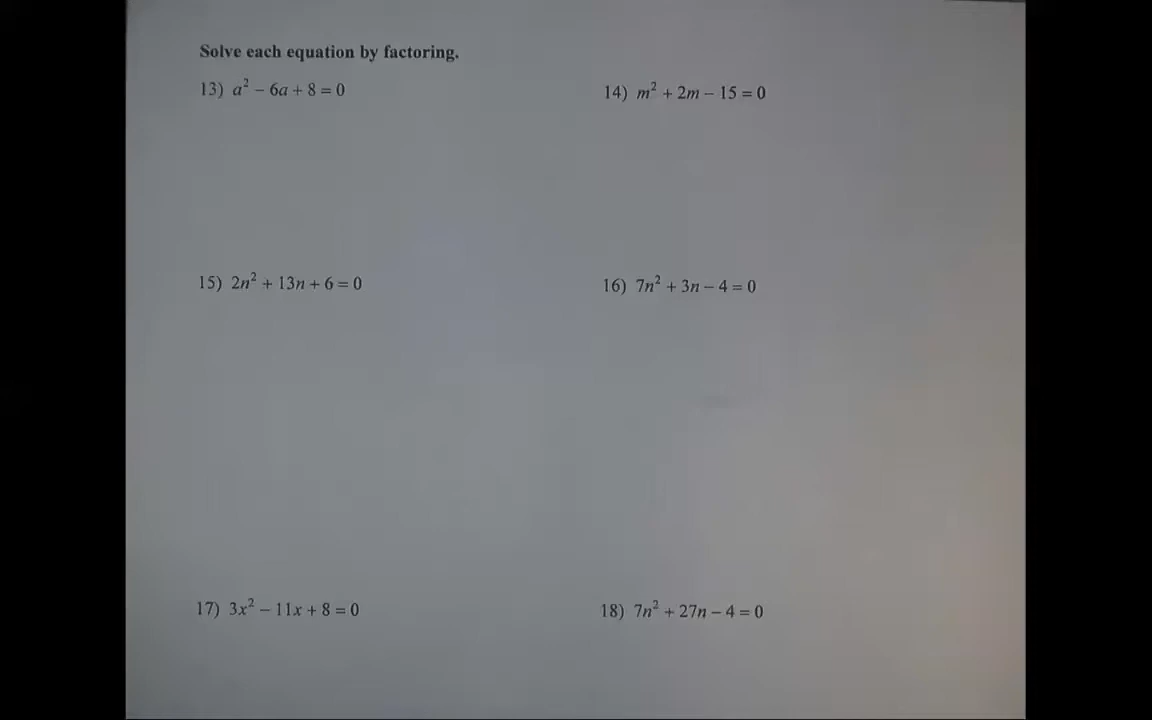 Solve each equation by factoring.
13) a² − 6a + 8 = 0
14) m² + 2m − 15 = 0
15) 2n² + 13n + 6 = 0
16) 7n² + 3n − 4 = 0
17) 3x² − 11x + 8 = 0
18) 7n² + 27n − 4 = 0